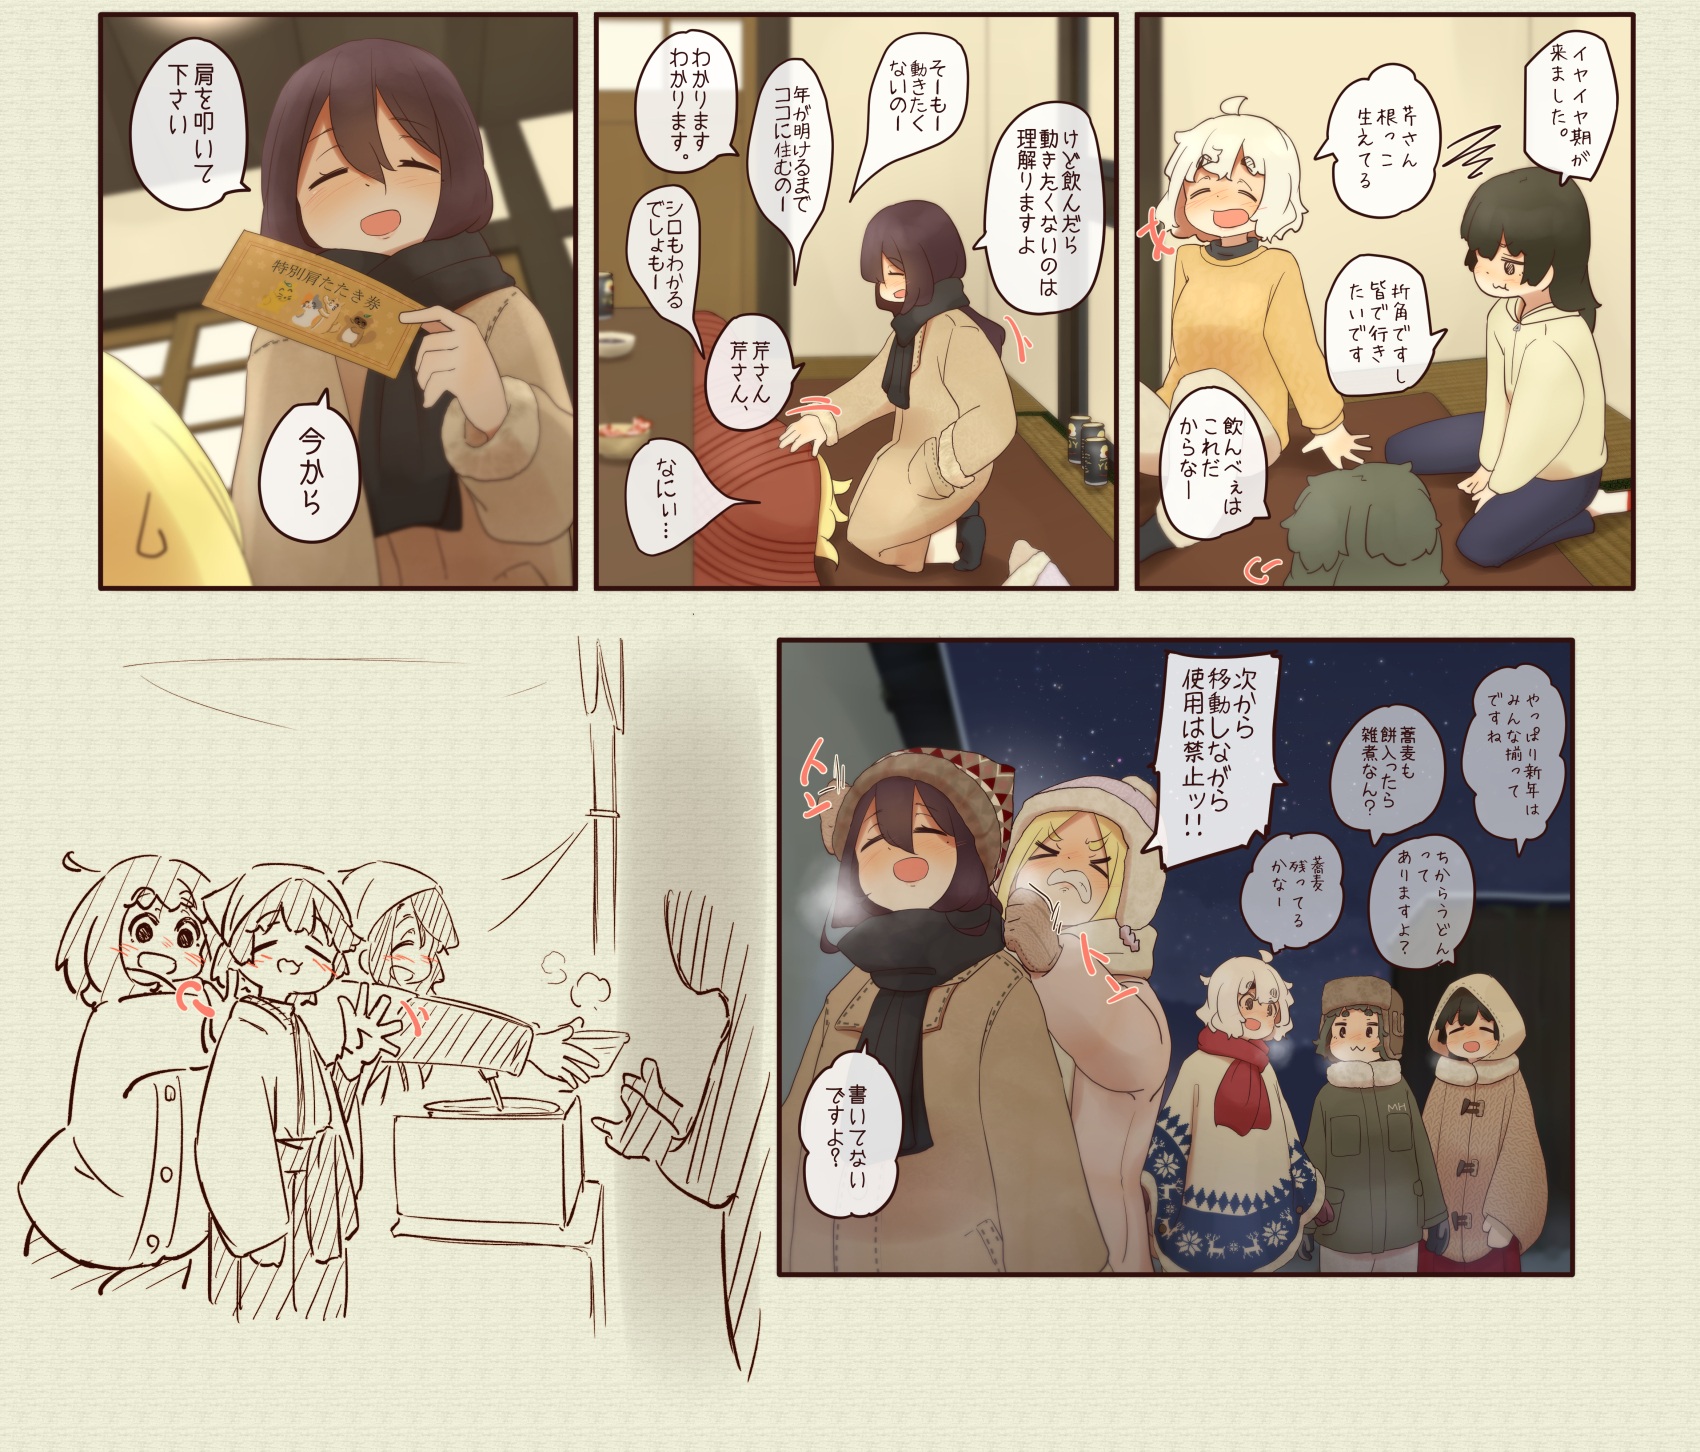 イヤイヤ期が
来ました。
芹さん
根っこ
生えてる
折角ですし
皆で行き
たいです
飲んべぇは
これだ
からなー
けど飲んだら
動きたくないのは
理解りますよ
そーもー
動きたく
ないのー
年が明けるまで
ココに住むのー
わかります
わかります。
シロもわかる
でしょもー
芹さん
芹さん、
なにぃ…
肩を叩いて
下さい
特別肩たたき券
今から
やっぱり新年は
みんな揃って
ですね
蕎麦も
餅入ったら
雑煮なん?
ちからうどん
って
ありますよ?
蕎麦
残ってる
かなー
次から
移動しながら
使用は禁止ッ!!
トン
トン
書いてない
ですよ?
MH